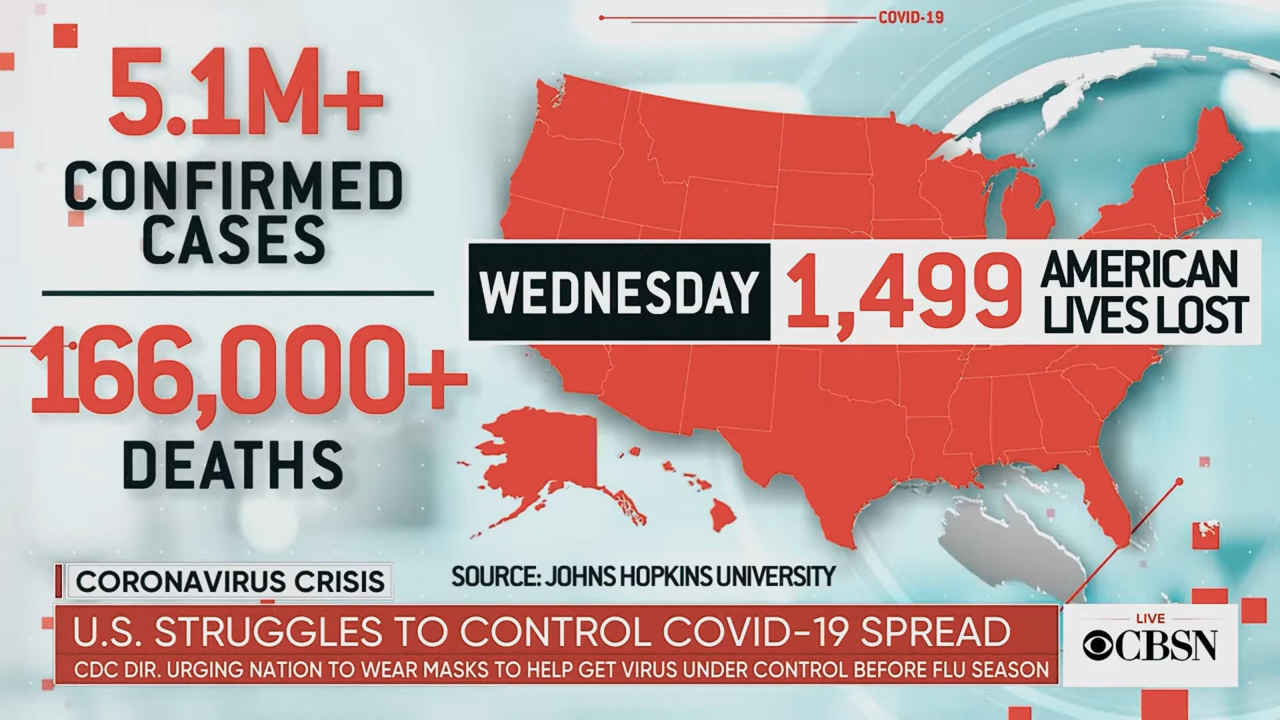 COVID-19
5.1M+
CONFIRMED
CASES
166,000+
DEATHS
WEDNESDAY 1,499 AMERICAN
LIVES LOST
SOURCE: JOHNS HOPKINS UNIVERSITY
CORONAVIRUS CRISIS
U.S. STRUGGLES TO CONTROL COVID-19 SPREAD
CDC DIR. URGING NATION TO WEAR MASKS TO HELP GET VIRUS UNDER CONTROL BEFORE FLU SEASON
LIVE
CBSN